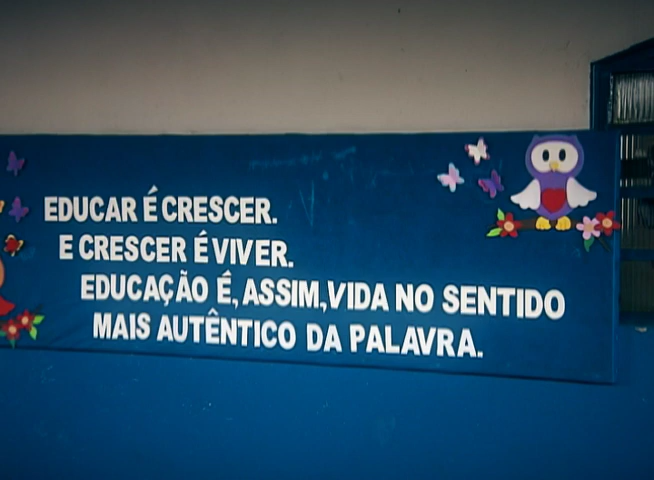 EDUCAR É CRESCER.
E CRESCER É VIVER.
EDUCAÇÃO É, ASSIM, VIDA NO SENTIDO
MAIS AUTÊNTICO DA PALAVRA.